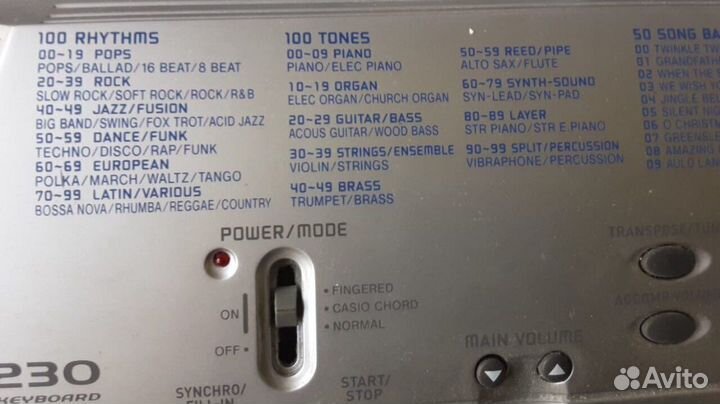 100 RHYTHMS
00~19 POPS
POPS/BALLAD/16 BEAT/8 BEAT
20~39 ROCK
SLOW ROCK/SOFT ROCK/ROCK/R&B
40~49 JAZZ/FUSION
BIG BAND/SWING/FOX TROT/ACID JAZZ
50~59 DANCE/FUNK
TECHNO/DISCO/RAP/FUNK
60~69 EUROPEAN
POLKA/MARCH/WALTZ/TANGO
70~99 LATIN/VARIOUS
BOSSA NOVA/RHUMBA/REGGAE/COUNTRY
100 TONES
00~09 PIANO
PIANO/ELEC PIANO
10~19 ORGAN
ELEC ORGAN/CHURCH ORGAN
20~29 GUITAR/BASS
ACOUS GUITAR/WOOD BASS
30~39 STRINGS/ENSEMBLE
VIOLIN/STRINGS
40~49 BRASS
TRUMPET/BRASS
50~59 REED/PIPE
ALTO SAX/FLUTE
60~79 SYNTH-SOUND
SYN-LEAD/SYN-PAD
80~89 LAYER
STR PIANO/STR E.PIANO
90~99 SPLIT/PERCUSSION
VIBRAPHONE/PERCUSSION
50 SONG BA
00 TWINKLE TW
01 GRANDFATH
02 WHEN THE
03 WE WISH YO
04 JINGLE BEL
05 SILENT NIG
06 O CHRISTM
07 GREENSLE
08 AMAZING
09 AULD LAN
POWER/MODE
• FINGERED
• CASIO CHORD
• NORMAL
ON
OFF •
TRANSPOSE/TUN
ACCOMP VOLUME
MAIN VOLUME
230
KEYBOARD
SYNCHRO/
FILL-IN
START/
STOP
Avito